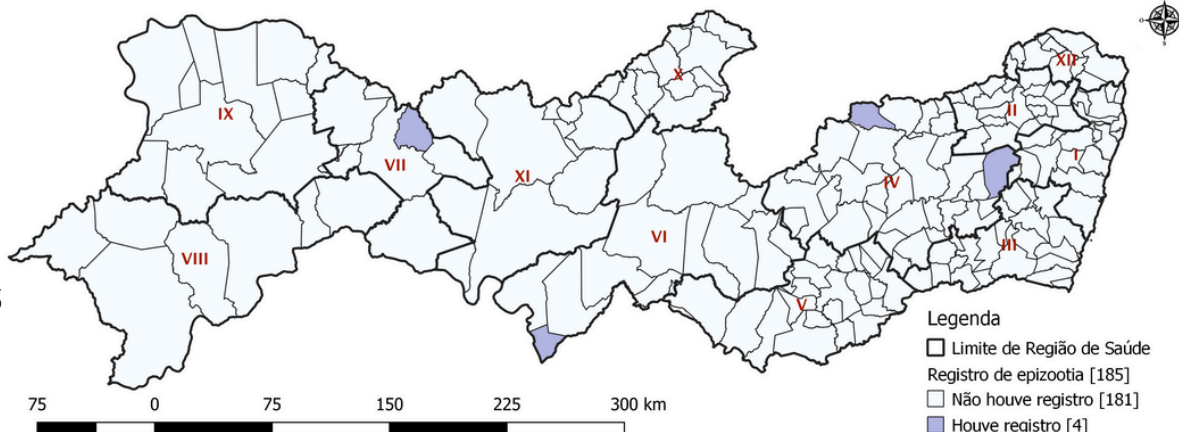 XII
X
II
IX
I
VII
XI
IV
VI
III
VIII
V
Legenda
Limite de Região de Saúde
Registro de epizootia [185]
Não houve registro [181]
Houve registro [4]
75 0 75 150 225 300 km